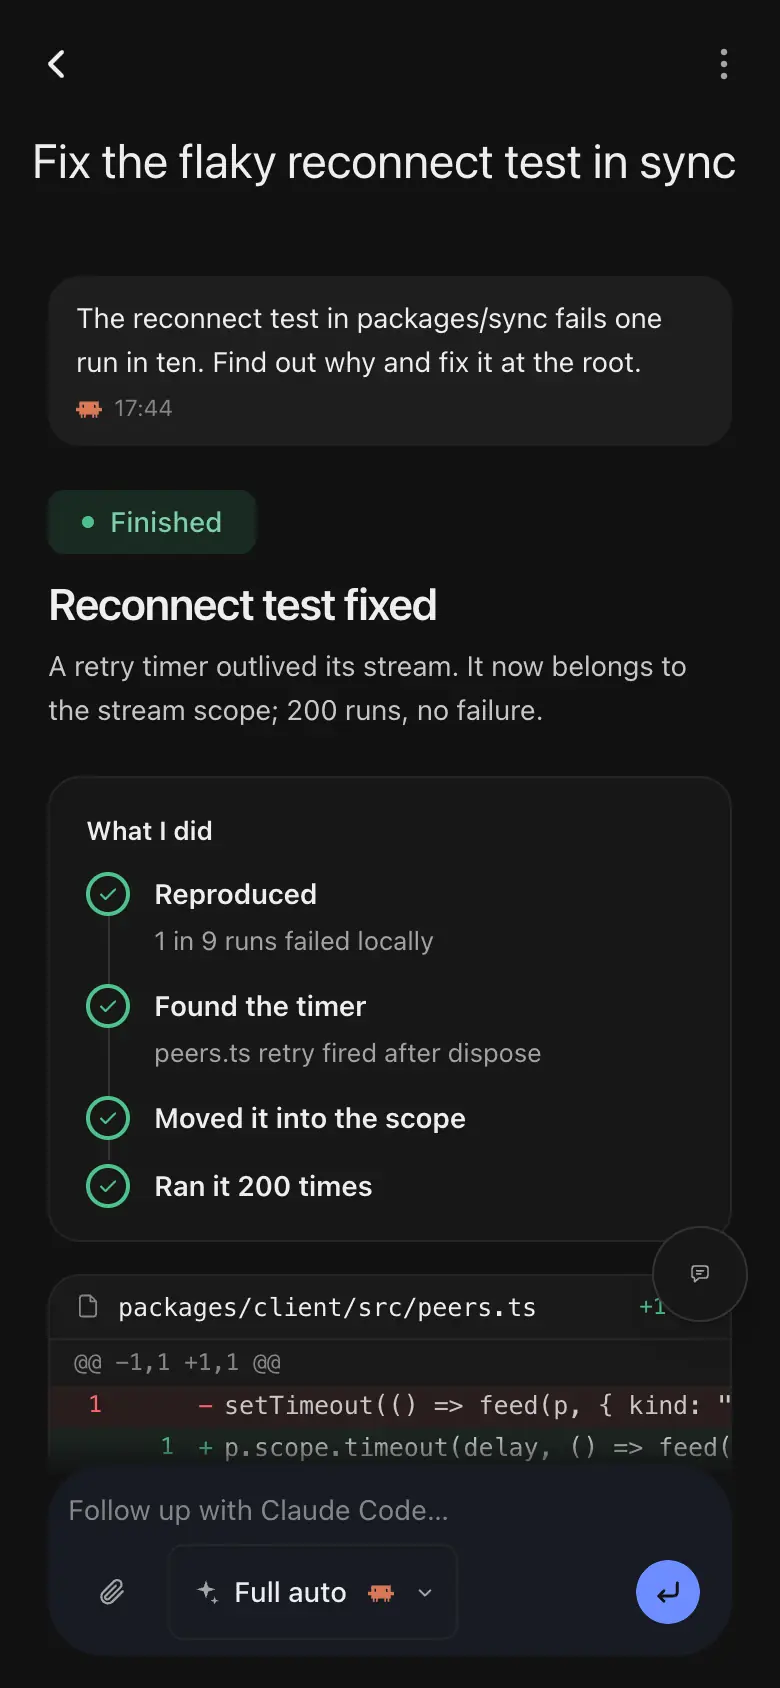 Fix the flaky reconnect test in sync
The reconnect test in packages/sync fails one
run in ten. Find out why and fix it at the root.
17:44
Finished
Reconnect test fixed
A retry timer outlived its stream. It now belongs to
the stream scope; 200 runs, no failure.
What I did
Reproduced
1 in 9 runs failed locally
Found the timer
peers.ts retry fired after dispose
Moved it into the scope
Ran it 200 times
packages/client/src/peers.ts +1
@@ −1,1 +1,1 @@
1 − setTimeout(() => feed(p, { kind: "
1 + p.scope.timeout(delay, () => feed(
Follow up with Claude Code...
Full auto